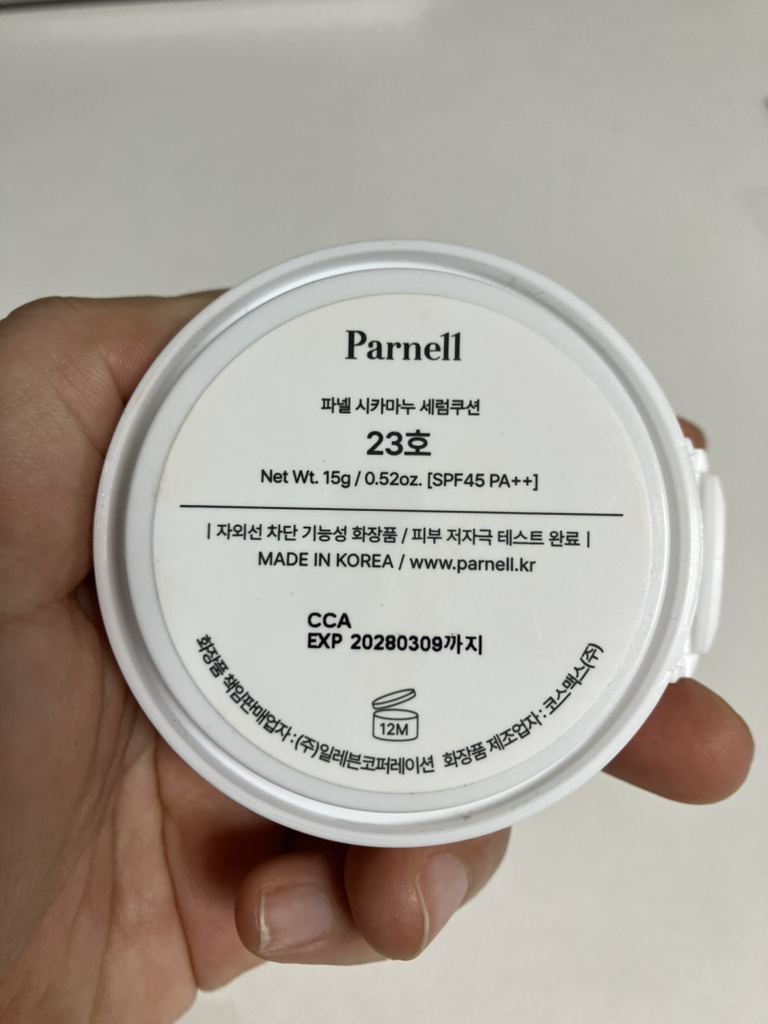 Parnell
파넬 시카마누 세럼쿠션
23호
Net Wt. 15g / 0.52oz. [SPF45 PA++]
| 자외선 차단 기능성 화장품 / 피부 저자극 테스트 완료 |
MADE IN KOREA / www.parnell.kr
CCA
EXP 20280309까지
12M
화장품 책임판매업자 : (주)일레븐코퍼레이션 화장품 제조업자 : 코스맥스(주)